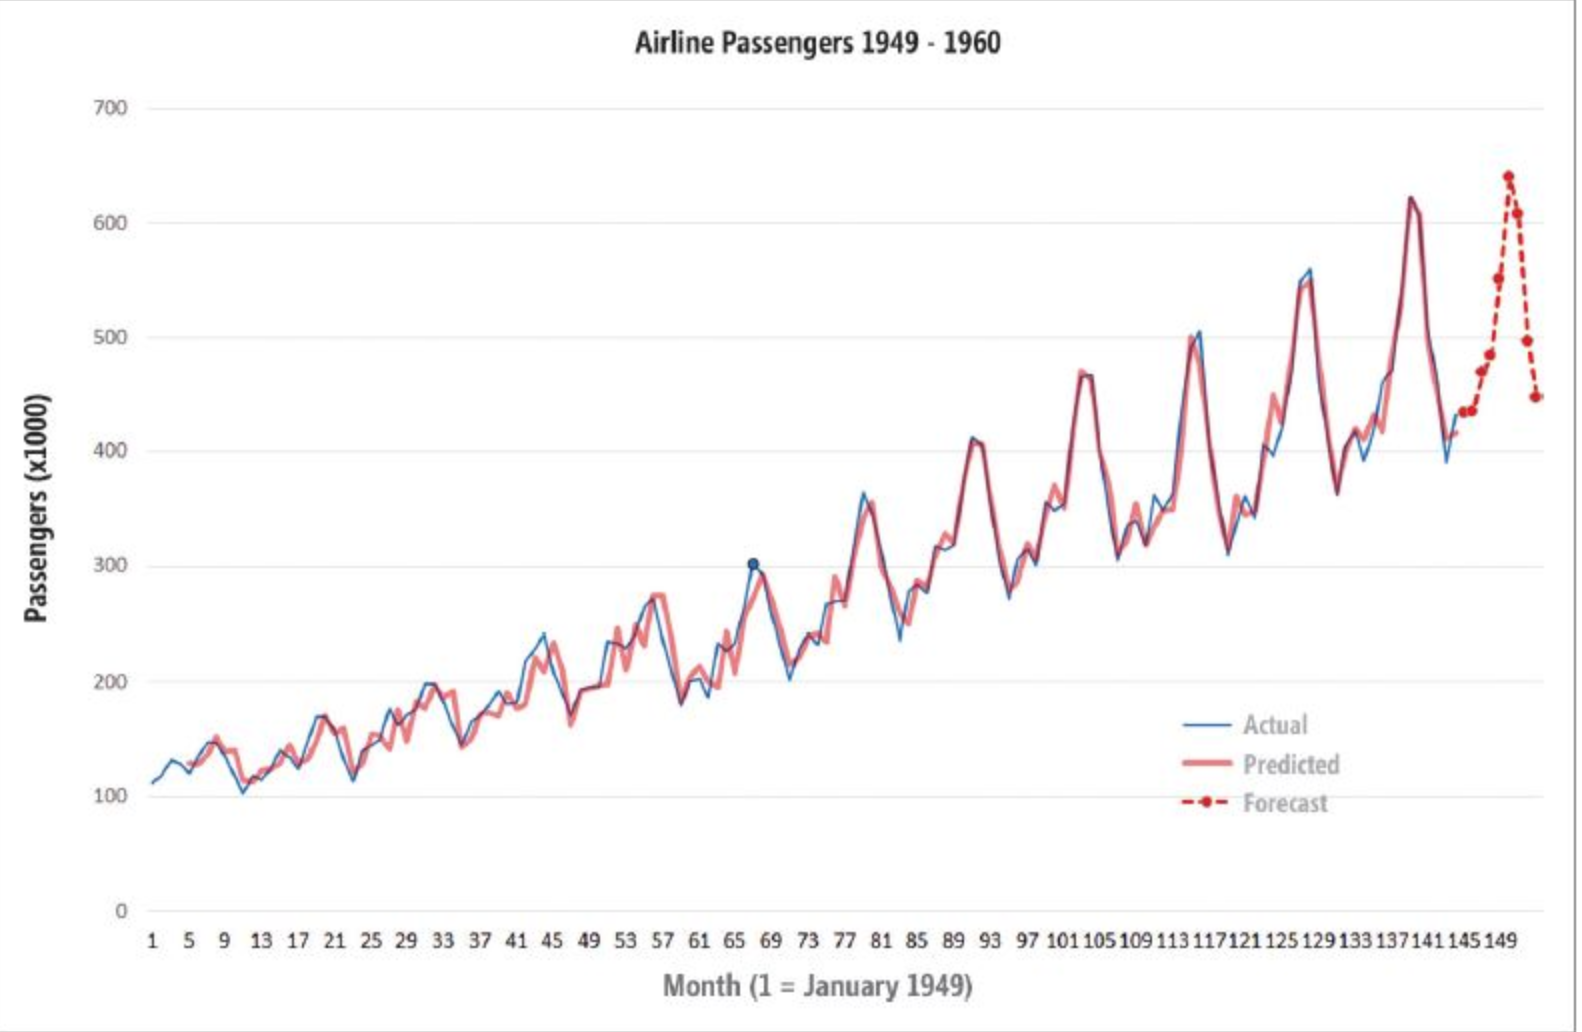 Airline Passengers 1949 - 1960
700
600
500
400
300
200
100
0
Passengers (x1000)
Actual
Predicted
Forecast
1 5 9 13 17 21 25 29 33 37 41 45 49 53 57 61 65 69 73 77 81 85 89 93 97 101 105 109 113 117 121 125 129 133 137 141 145 149
Month (1 = January 1949)